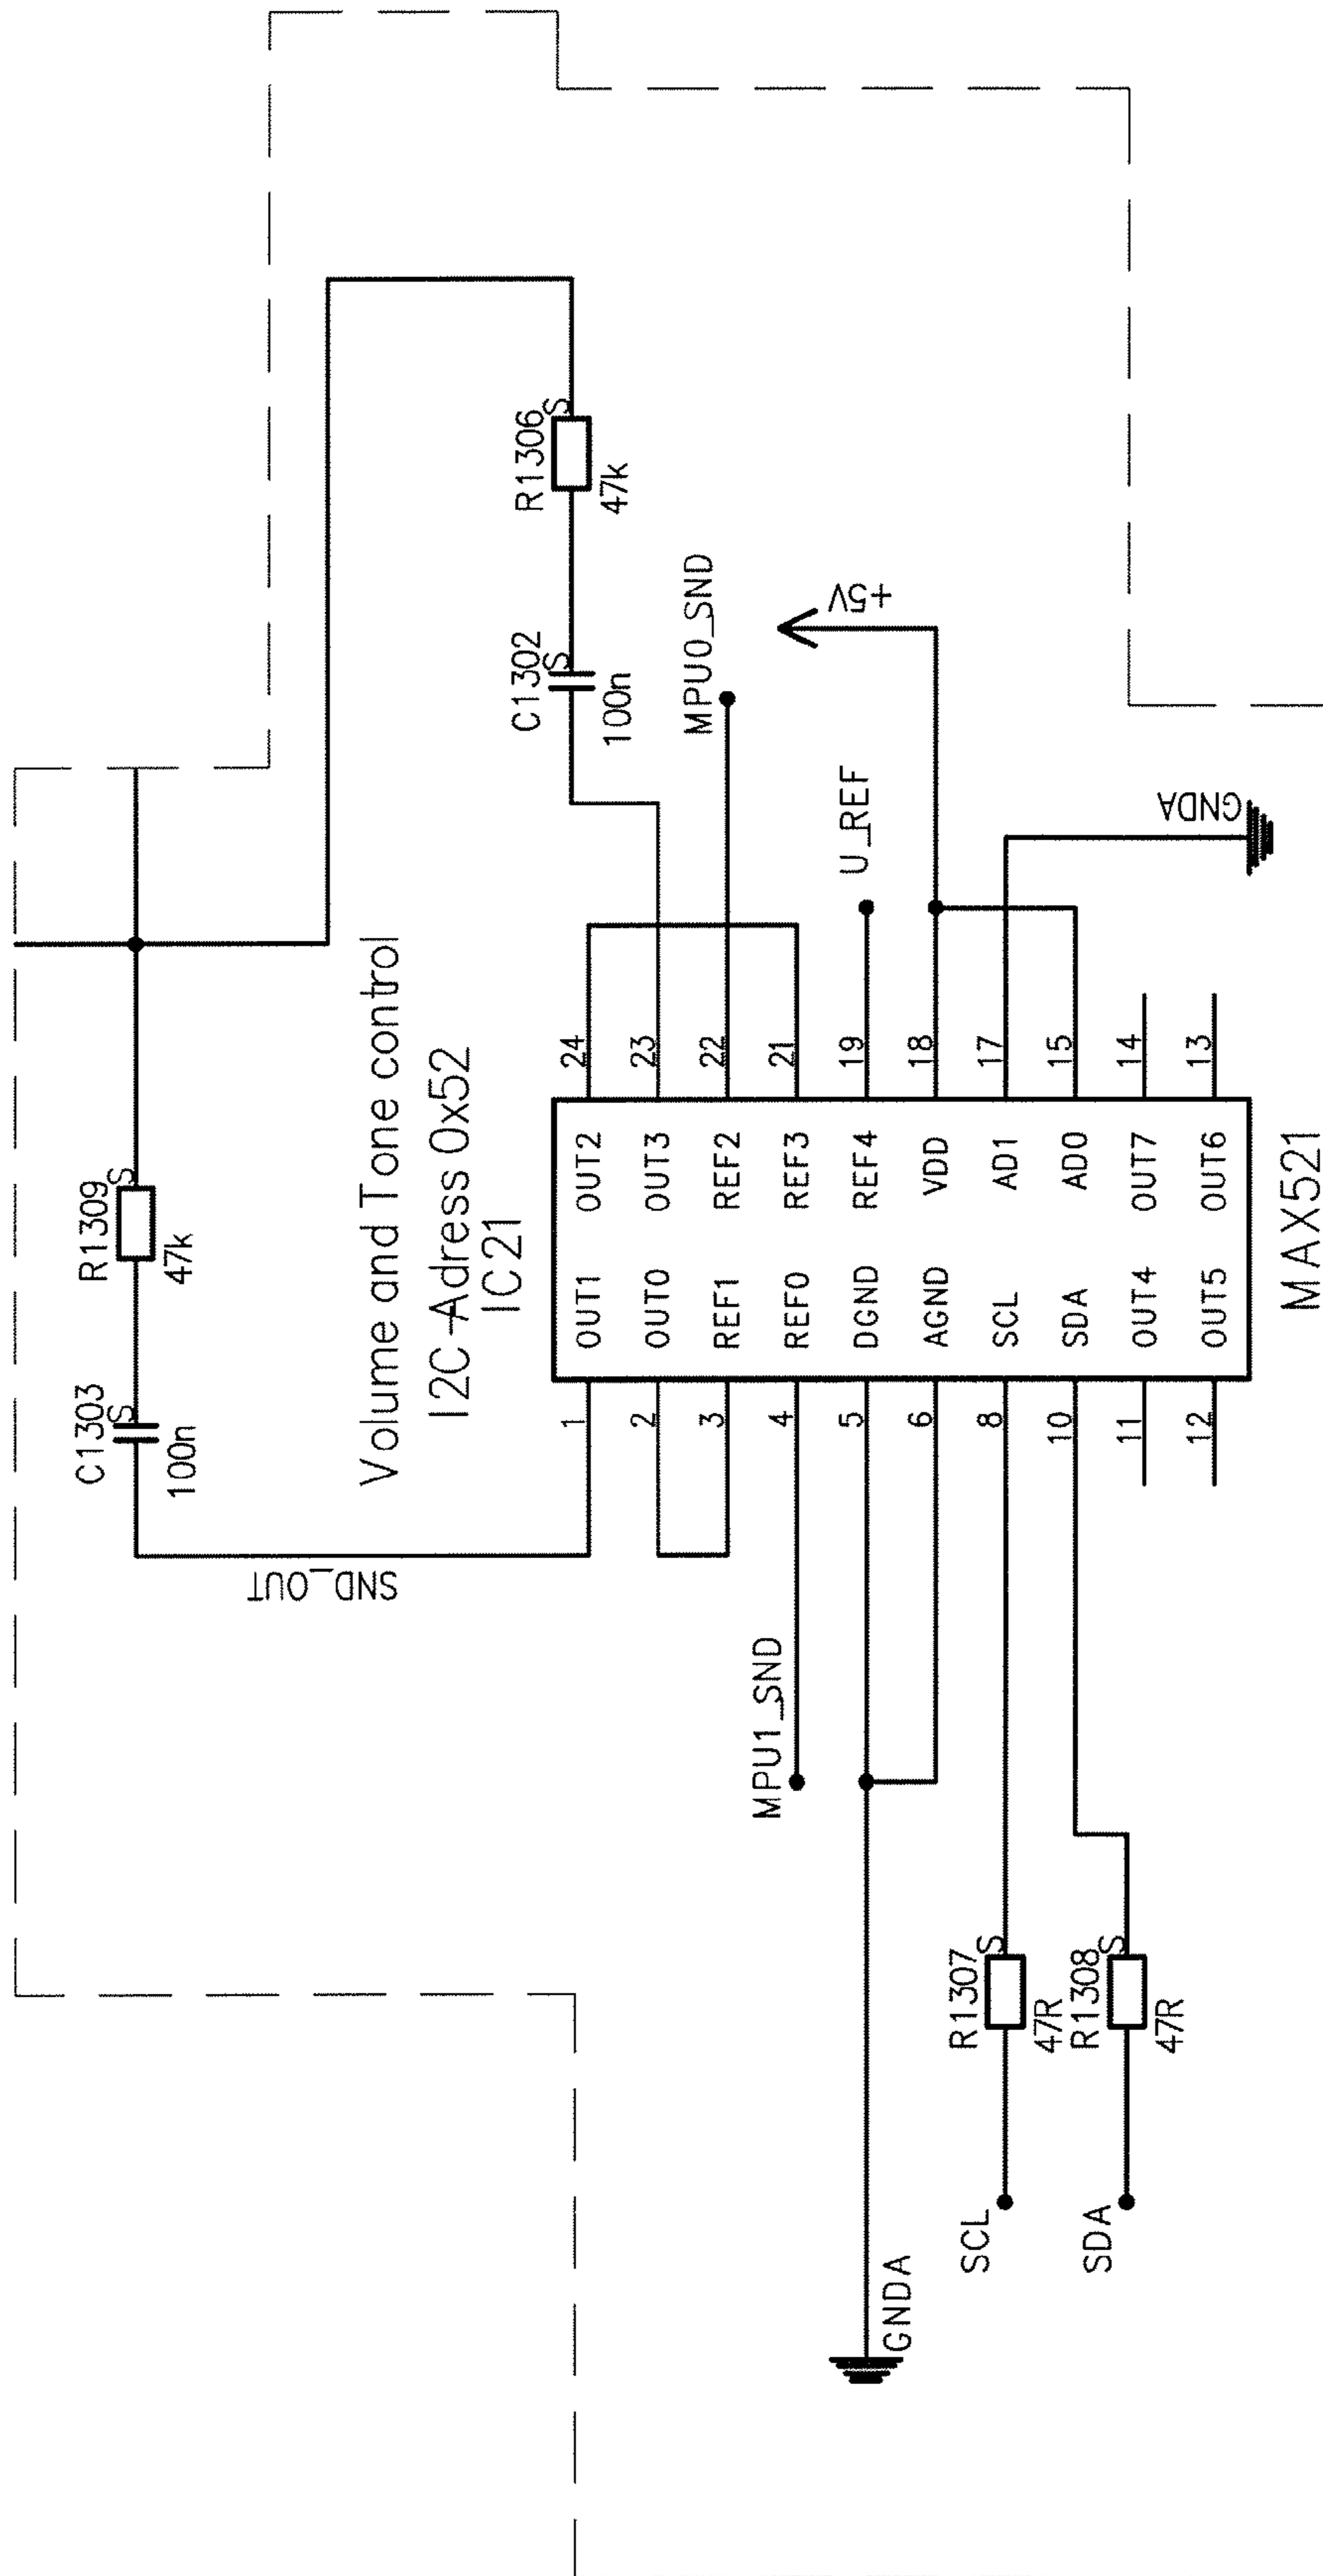 C1303 S
100n
R1309 S
47k
SND_OUT
Volume and Tone control
I2C-Adress 0x52
IC21
C1302 S
100n
R1306 S
47k
MPU0_SND
U_REF
+5V
GNDA
MPU1_SND
GNDA
SCL
R1307 S
47R
SDA
R1308 S
47R
1 OUT1 OUT2 24
2 OUT0 OUT3 23
3 REF1 REF2 22
4 REF0 REF3 21
5 DGND REF4 19
6 AGND VDD 18
8 SCL AD1 17
10 SDA AD0 15
11 OUT4 OUT7 14
12 OUT5 OUT6 13
MAX521